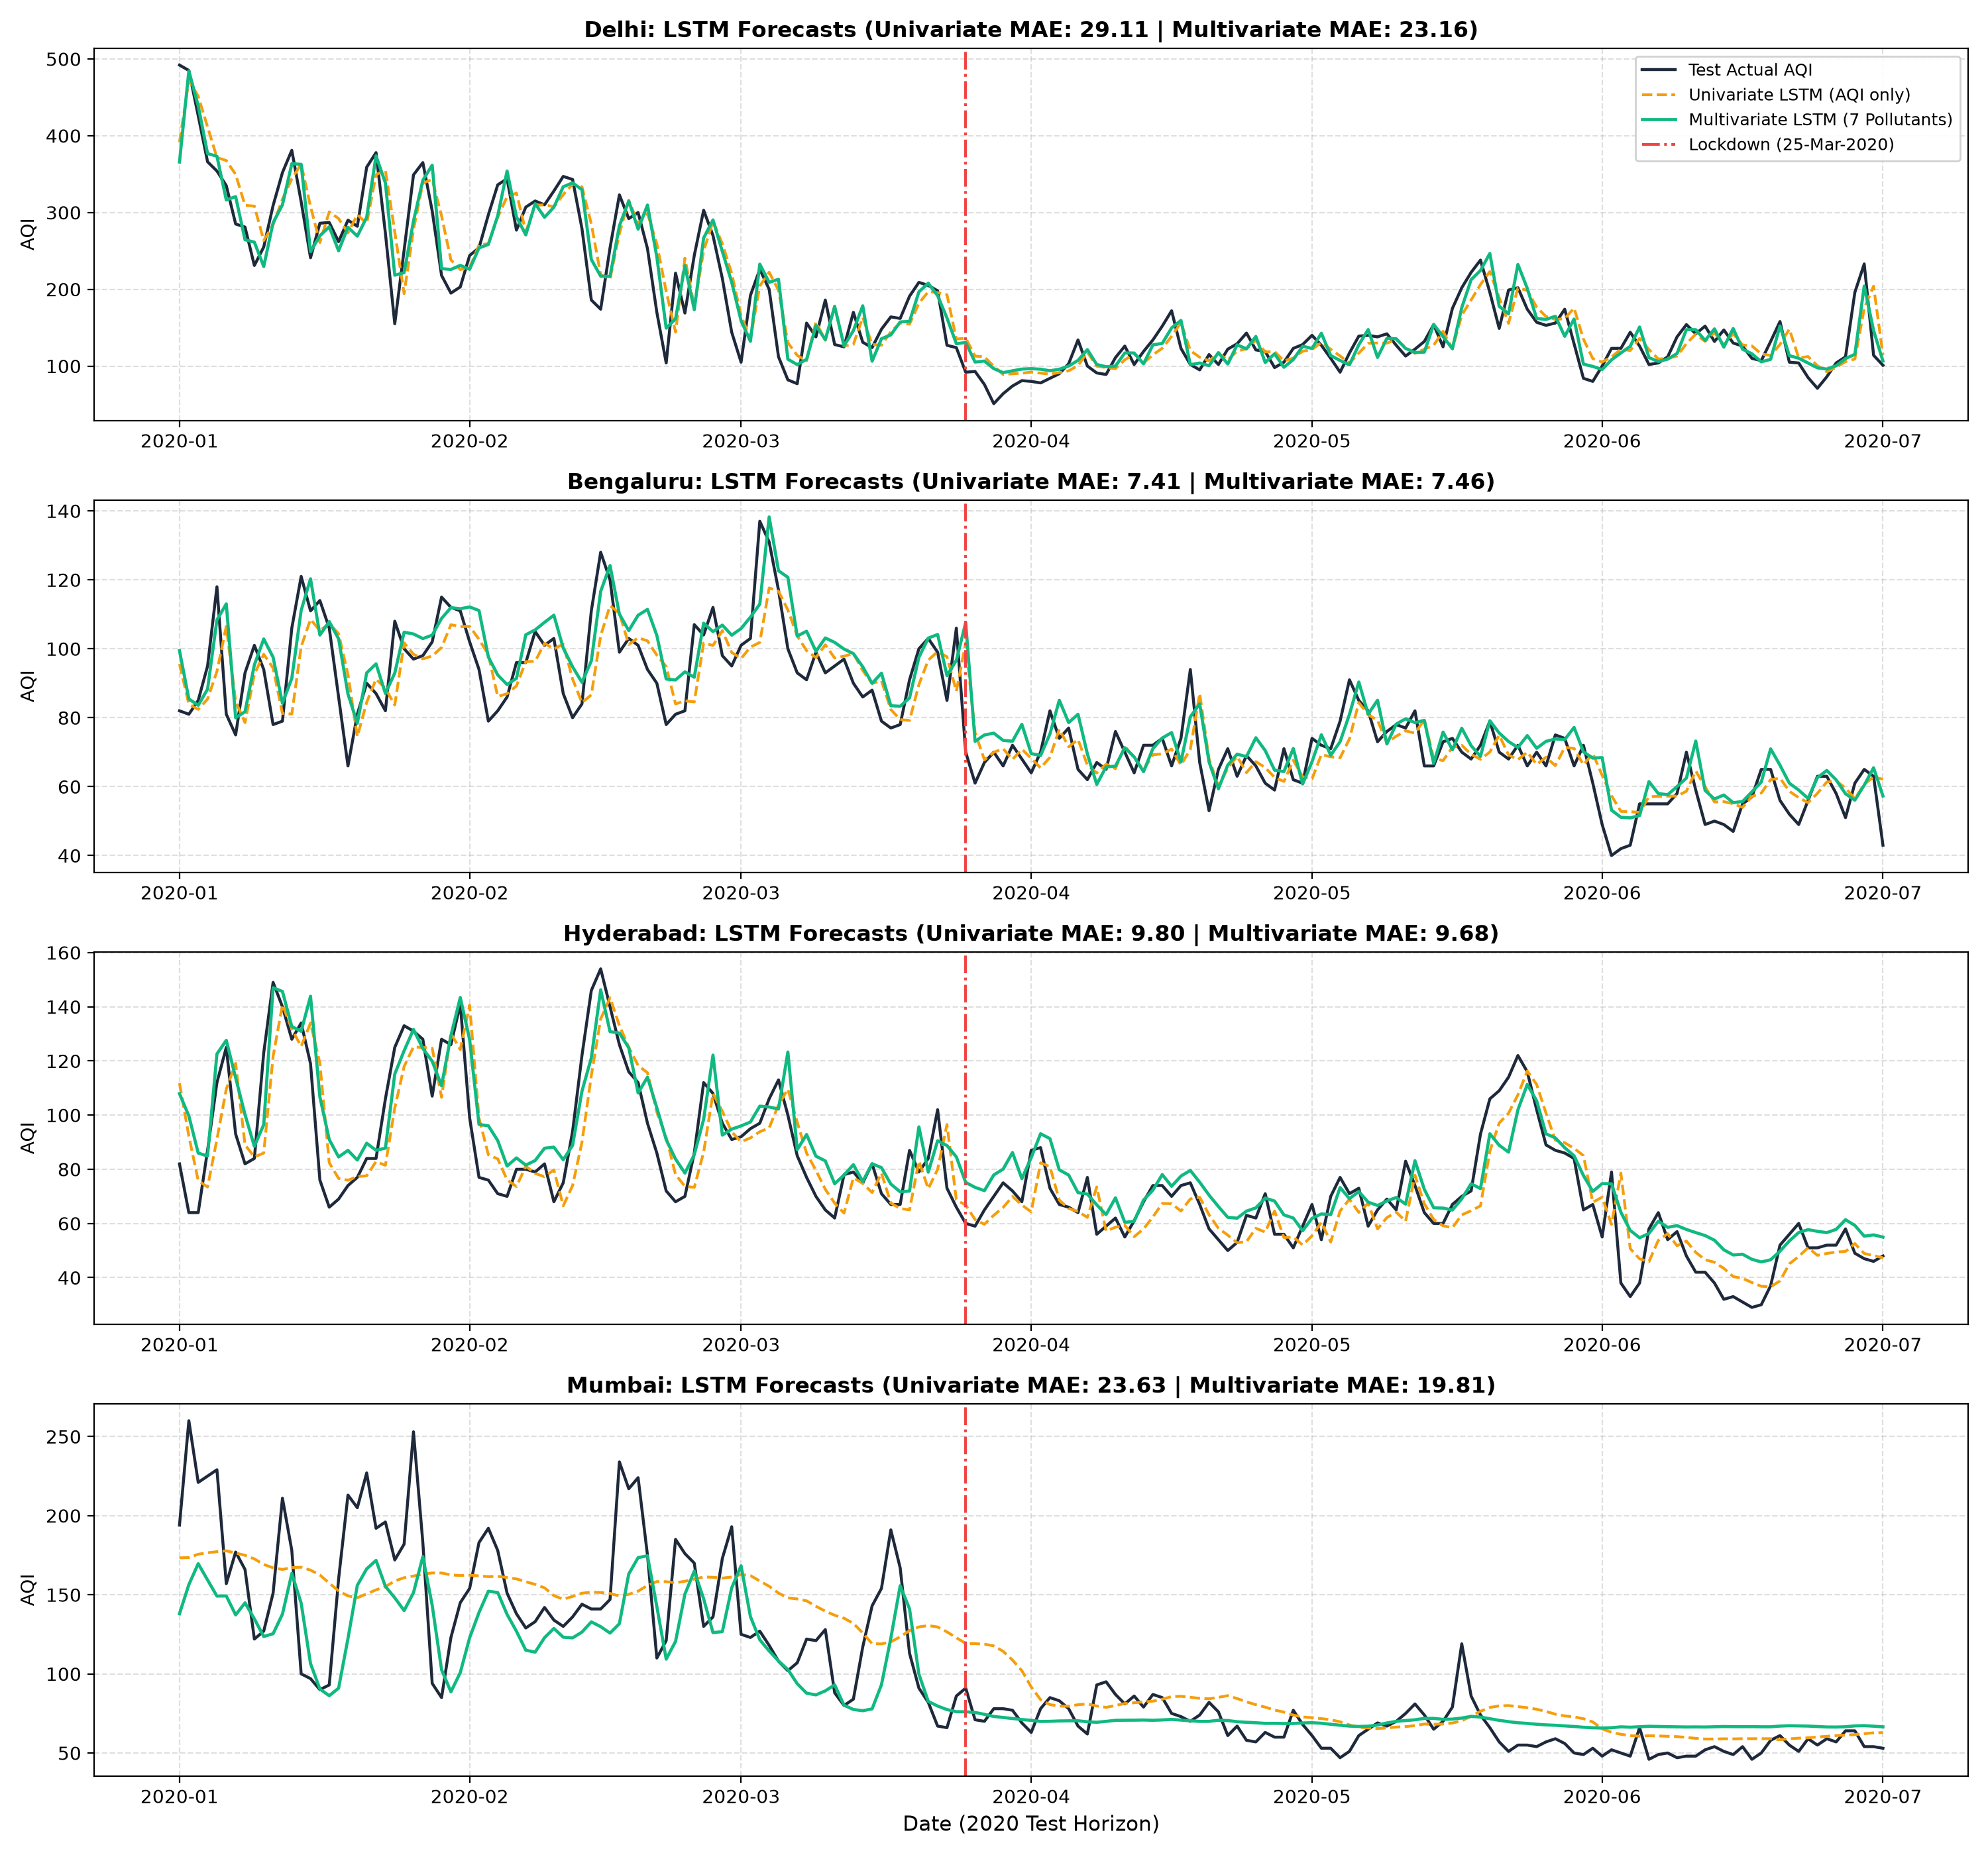 Delhi: LSTM Forecasts (Univariate MAE: 29.11 | Multivariate MAE: 23.16)
500
400
300
200
100
AQI
Test Actual AQI
Univariate LSTM (AQI only)
Multivariate LSTM (7 Pollutants)
Lockdown (25-Mar-2020)
2020-01 2020-02 2020-03 2020-04 2020-05 2020-06 2020-07
Bengaluru: LSTM Forecasts (Univariate MAE: 7.41 | Multivariate MAE: 7.46)
140
120
100
80
60
40
AQI
2020-01 2020-02 2020-03 2020-04 2020-05 2020-06 2020-07
Hyderabad: LSTM Forecasts (Univariate MAE: 9.80 | Multivariate MAE: 9.68)
160
140
120
100
80
60
40
AQI
2020-01 2020-02 2020-03 2020-04 2020-05 2020-06 2020-07
Mumbai: LSTM Forecasts (Univariate MAE: 23.63 | Multivariate MAE: 19.81)
250
200
150
100
50
AQI
2020-01 2020-02 2020-03 2020-04 2020-05 2020-06 2020-07
Date (2020 Test Horizon)